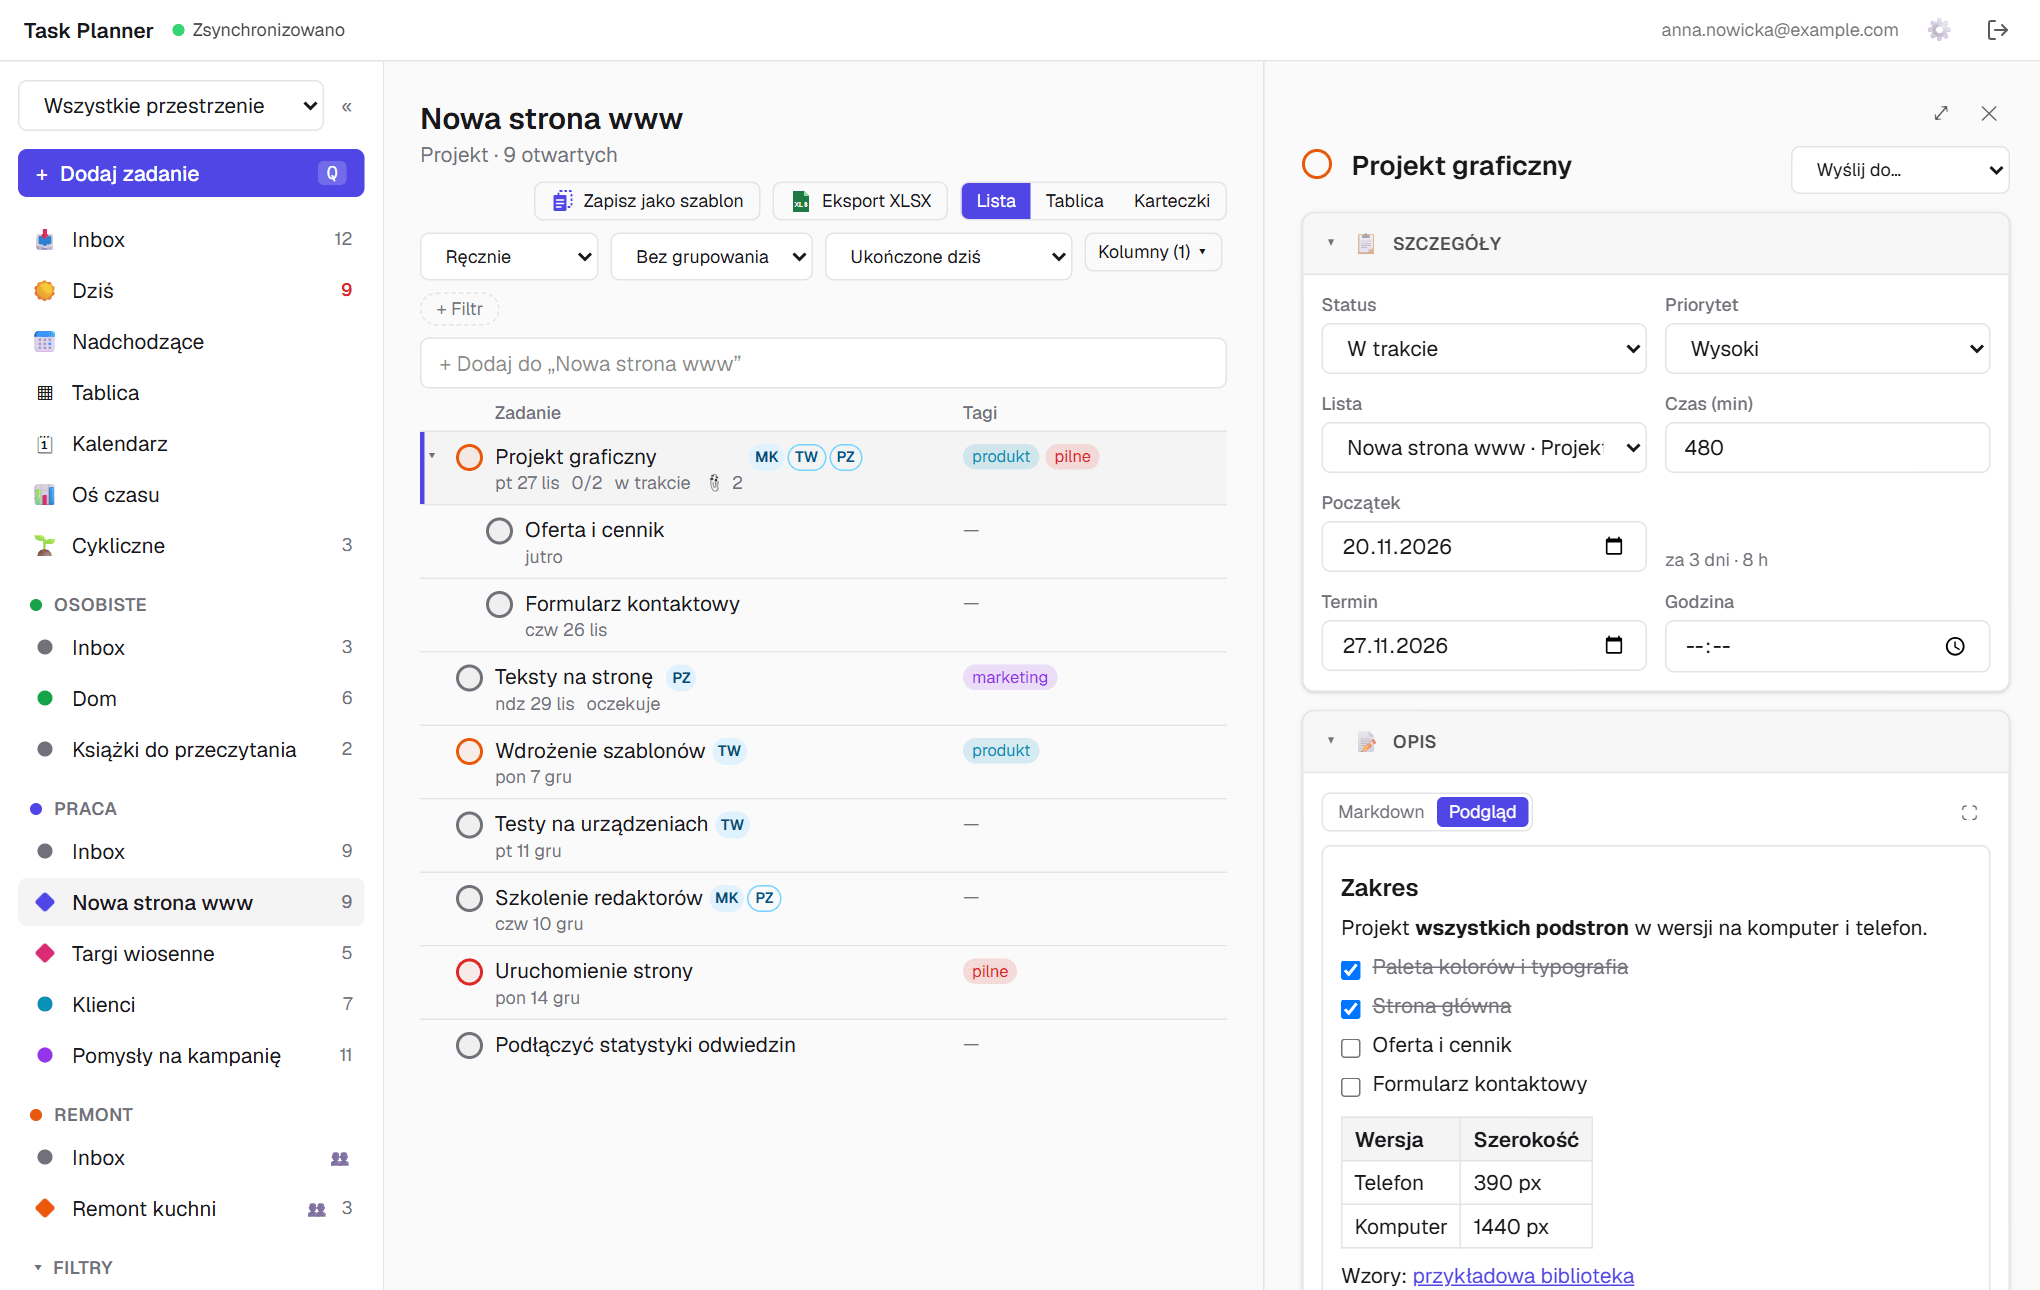 Task Planner Zsynchronizowano anna.nowicka@example.com
Wszystkie przestrzenie «
+ Dodaj zadanie Q
Inbox 12
Dziś 9
Nadchodzące
Tablica
Kalendarz
Oś czasu
Cykliczne 3
OSOBISTE
Inbox 3
Dom 6
Książki do przeczytania 2
PRACA
Inbox 9
Nowa strona www 9
Targi wiosenne 5
Klienci 7
Pomysły na kampanię 11
REMONT
Inbox
Remont kuchni 3
FILTRY
Nowa strona www
Projekt · 9 otwartych
Zapisz jako szablon Eksport XLSX Lista Tablica Karteczki
Ręcznie Bez grupowania Ukończone dziś Kolumny (1)
+ Filtr
+ Dodaj do „Nowa strona www”
Zadanie Tagi
Projekt graficzny MK TW PZ produkt pilne
pt 27 lis 0/2 w trakcie 2
Oferta i cennik —
jutro
Formularz kontaktowy —
czw 26 lis
Teksty na stronę PZ marketing
ndz 29 lis oczekuje
Wdrożenie szablonów TW produkt
pon 7 gru
Testy na urządzeniach TW —
pt 11 gru
Szkolenie redaktorów MK PZ —
czw 10 gru
Uruchomienie strony pilne
pon 14 gru
Podłączyć statystyki odwiedzin —
Projekt graficzny Wyślij do...
SZCZEGÓŁY
Status Priorytet
W trakcie Wysoki
Lista Czas (min)
Nowa strona www · Projekt 480
Początek
20.11.2026 za 3 dni · 8 h
Termin Godzina
27.11.2026 --:--
OPIS
Markdown Podgląd
Zakres
Projekt wszystkich podstron w wersji na komputer i telefon.
Paleta kolorów i typografia
Strona główna
Oferta i cennik
Formularz kontaktowy
Wersja Szerokość
Telefon 390 px
Komputer 1440 px
Wzory: przykładowa biblioteka